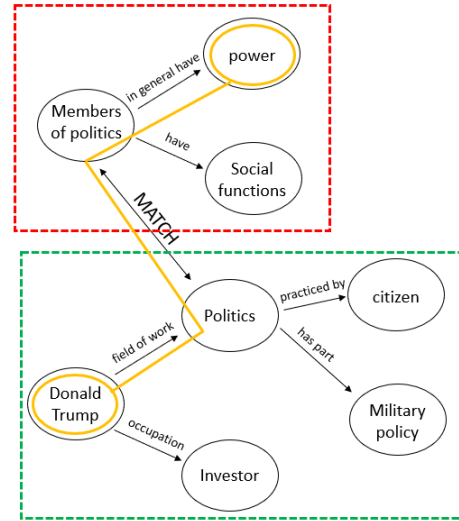 power
in general have
Members
of politics
have
Social
functions
MATCH
Politics
practiced by
citizen
field of work
has part
Donald
Trump
occupation
Military
policy
Investor